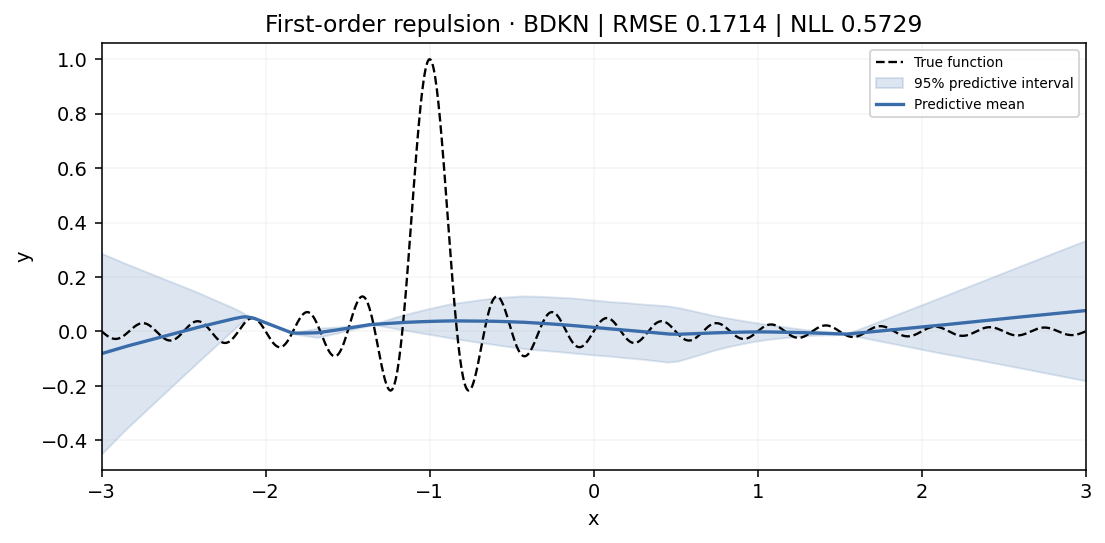 First-order repulsion · BDKN | RMSE 0.1714 | NLL 0.5729
True function
95% predictive interval
Predictive mean
y
1.0
0.8
0.6
0.4
0.2
0.0
−0.2
−0.4
−3 −2 −1 0 1 2 3
x